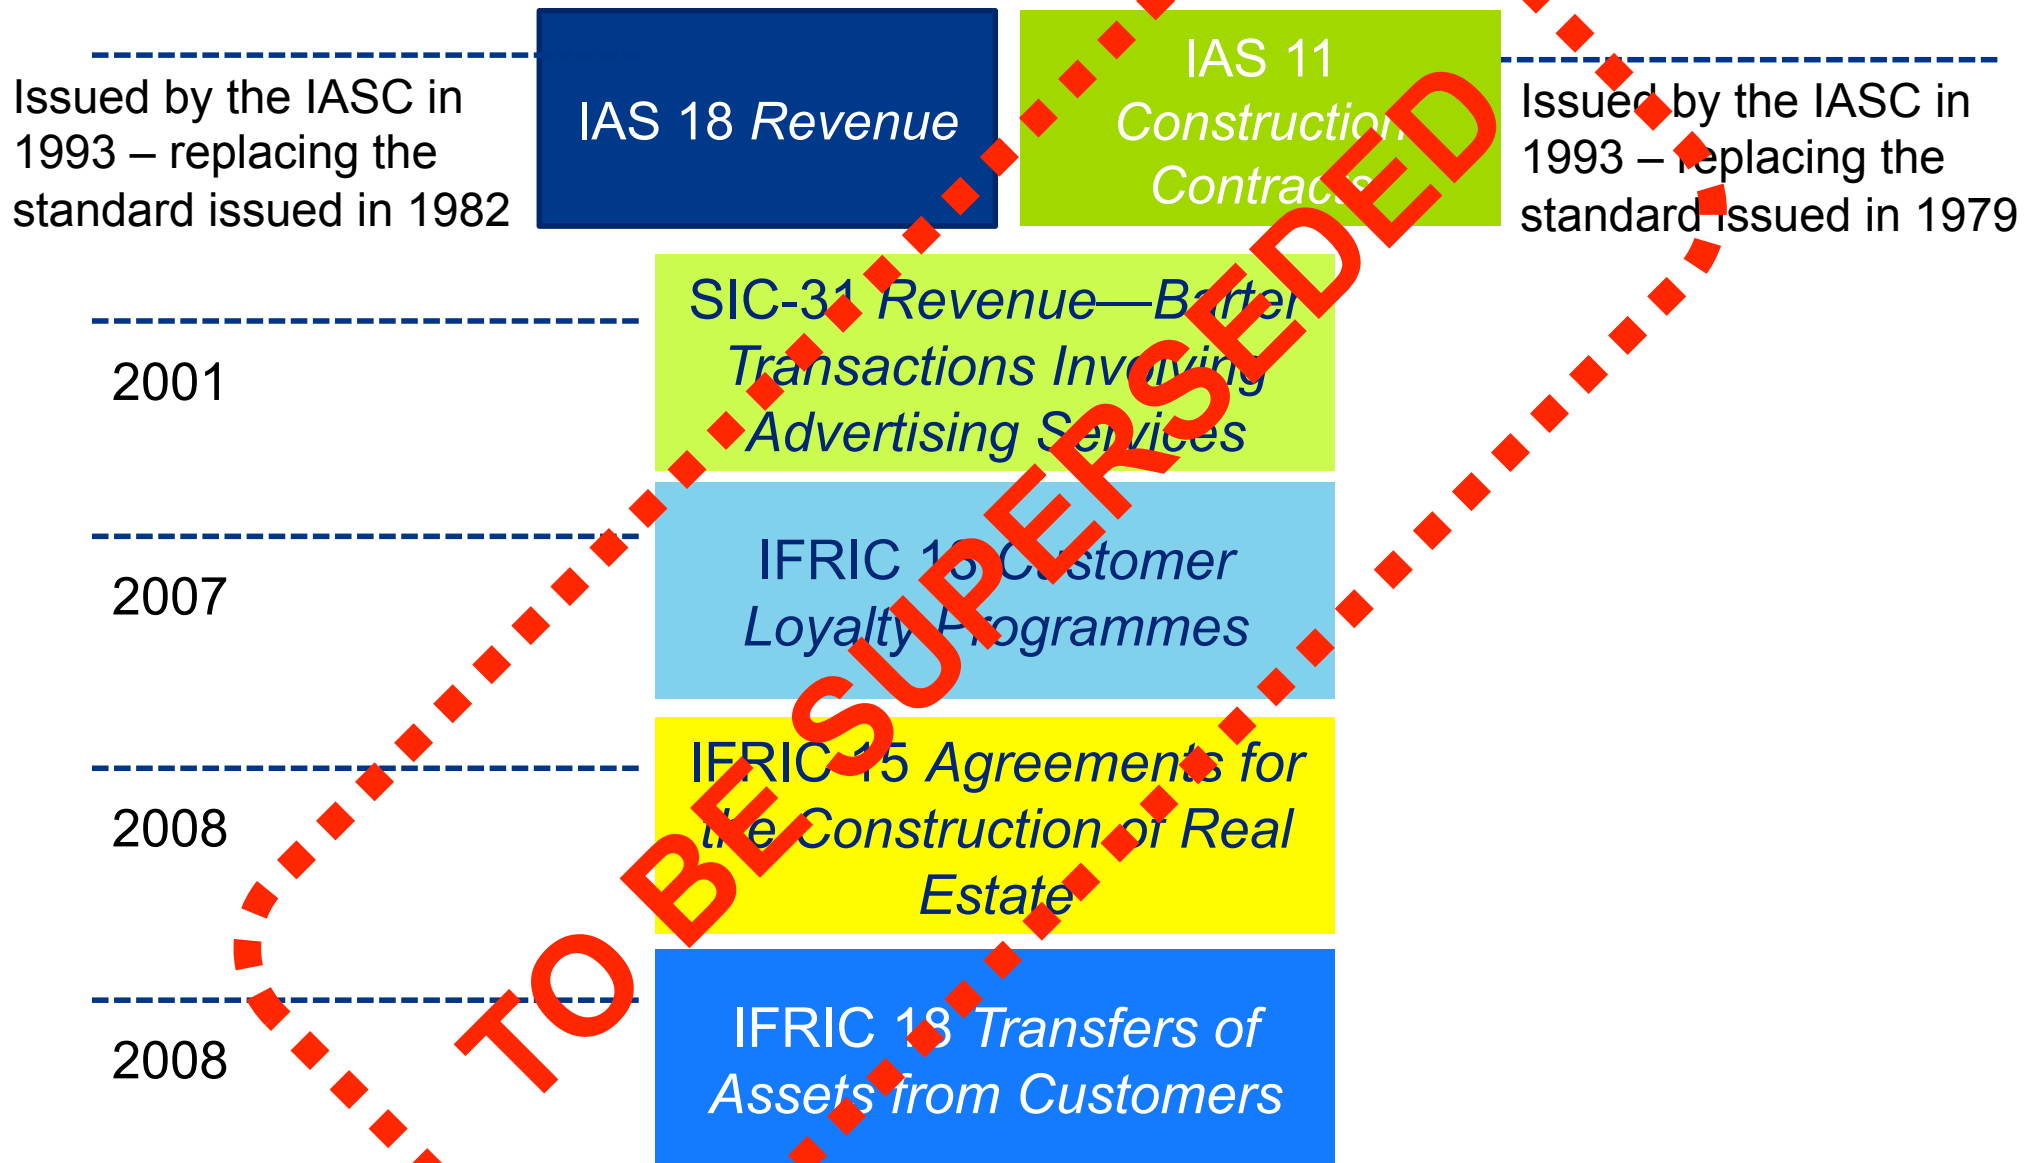 Issued by the IASC in
1993 – replacing the
standard issued in 1982
IAS 18 Revenue
IAS 11
Construction
Contracts
Issued by the IASC in
1993 – replacing the
standard issued in 1979
2001
SIC-31 Revenue—Barter
Transactions Involving
Advertising Services
2007
IFRIC 13 Customer
Loyalty Programmes
2008
IFRIC 15 Agreements for
the Construction of Real
Estate
2008
IFRIC 18 Transfers of
Assets from Customers
TO BE SUPERSEDED